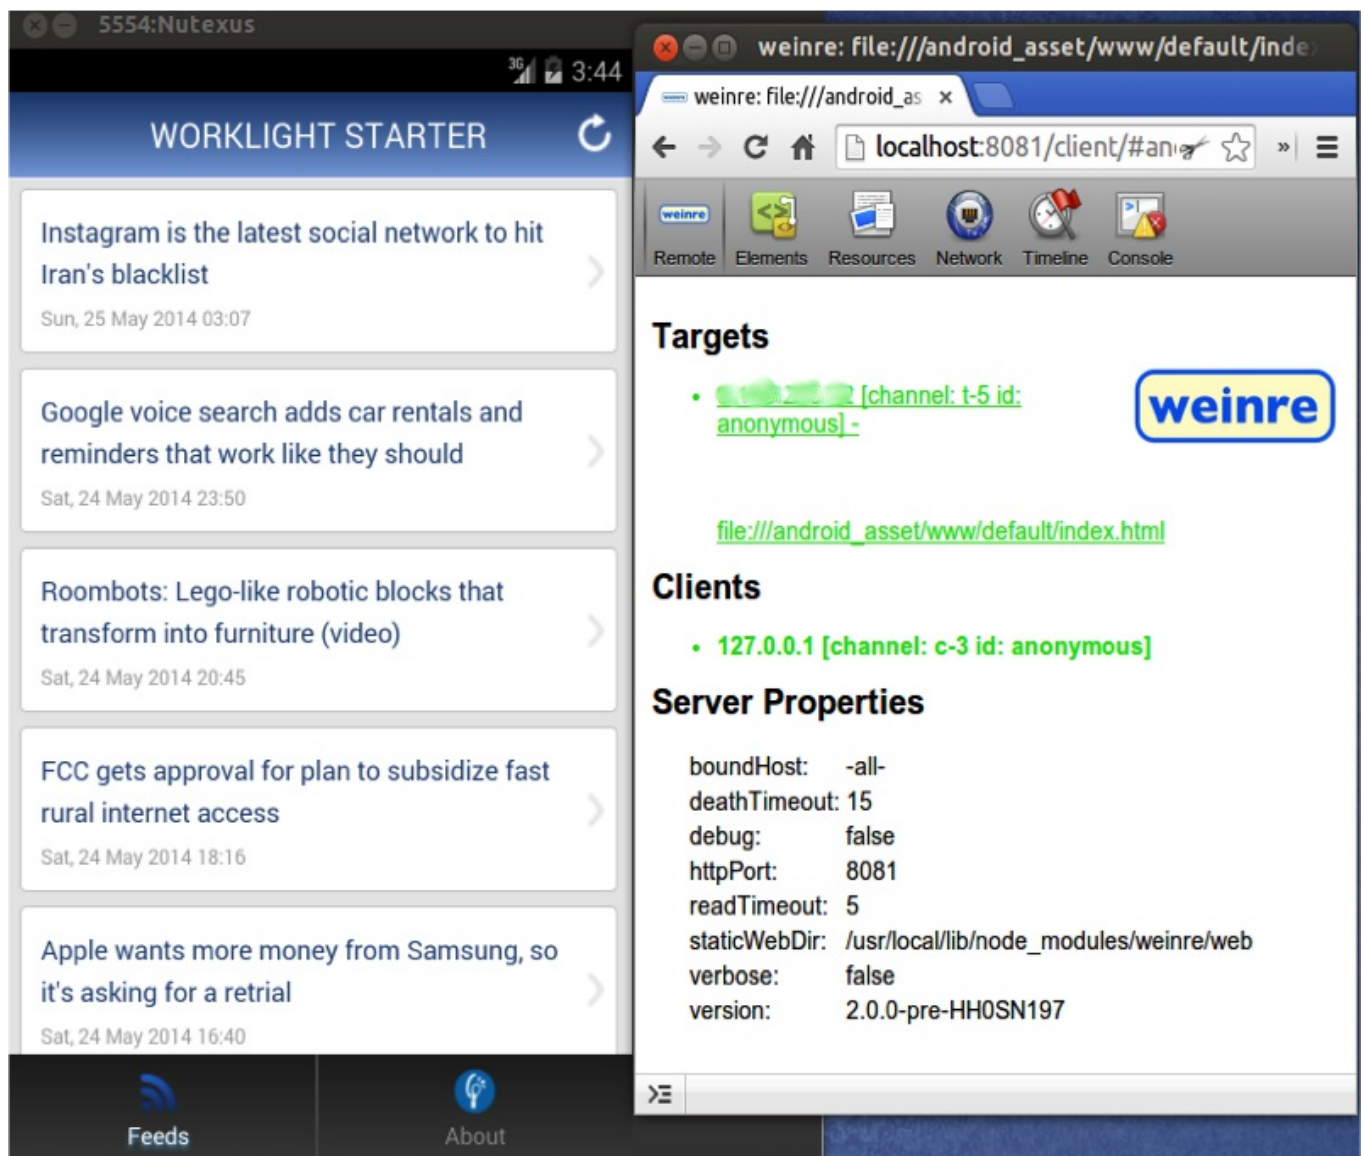 5554:Nutexus
3G 3:44
WORKLIGHT STARTER
Instagram is the latest social network to hit
Iran's blacklist
Sun, 25 May 2014 03:07
Google voice search adds car rentals and
reminders that work like they should
Sat, 24 May 2014 23:50
Roombots: Lego-like robotic blocks that
transform into furniture (video)
Sat, 24 May 2014 20:45
FCC gets approval for plan to subsidize fast
rural internet access
Sat, 24 May 2014 18:16
Apple wants more money from Samsung, so
it's asking for a retrial
Sat, 24 May 2014 16:40
Feeds About
weinre: file:///android_asset/www/default/inde
weinre: file:///android_as
localhost:8081/client/#an
weinre
Remote Elements Resources Network Timeline Console
Targets
[channel: t-5 id:
anonymous] -
weinre
file:///android_asset/www/default/index.html
Clients
• 127.0.0.1 [channel: c-3 id: anonymous]
Server Properties
boundHost: -all-
deathTimeout: 15
debug: false
httpPort: 8081
readTimeout: 5
staticWebDir: /usr/local/lib/node_modules/weinre/web
verbose: false
version: 2.0.0-pre-HH0SN197